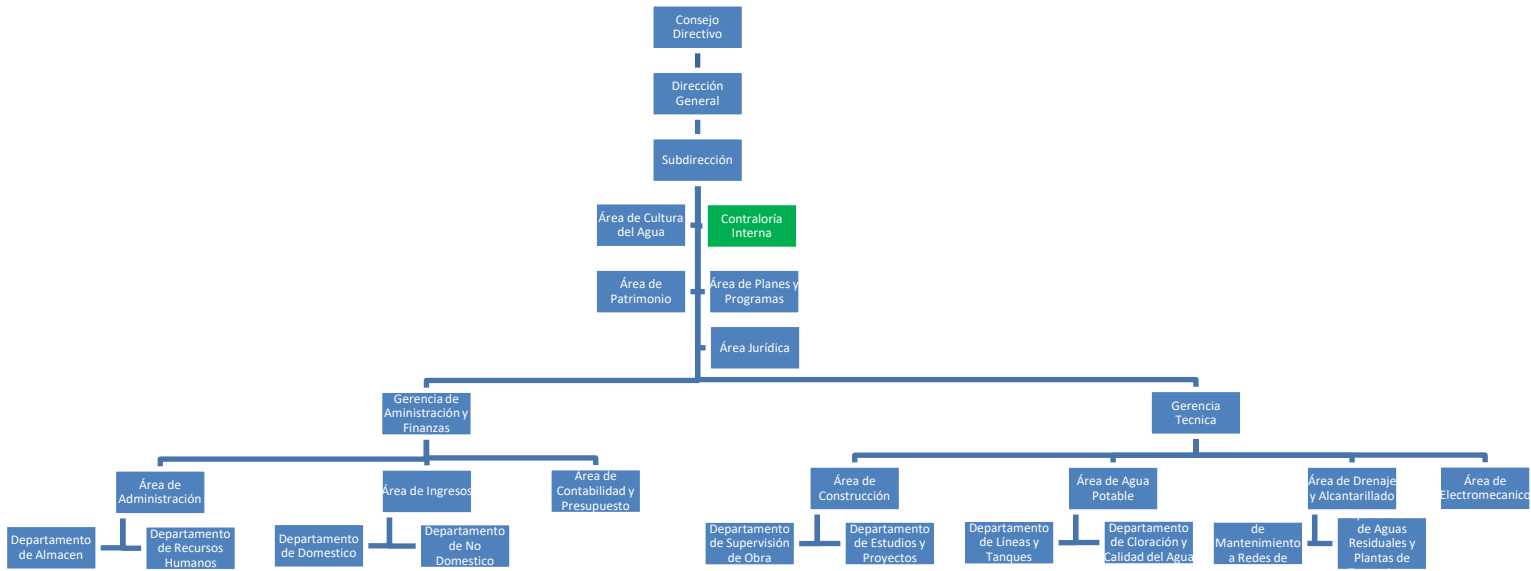 Consejo
Directivo
Dirección
General
Subdirección
Área de Cultura
del Agua
Contraloría
Interna
Área de
Patrimonio
Área de Planes y
Programas
Área Jurídica
Gerencia de
Aministración y
Finanzas
Gerencia
Tecnica
Área de
Administración
Área de Ingresos
Área de
Contabilidad y
Presupuesto
Área de
Construcción
Área de Agua
Potable
Área de Drenaje
y Alcantarillado
Área de
Electromecanico
Departamento
de Almacen
Departamento
de Recursos
Humanos
Departamento
de Domestico
Departamento
de No
Domestico
Departamento
de Supervisión
de Obra
Departamento
de Estudios y
Proyectos
Departamento
de Líneas y
Tanques
Departamento
de Cloración y
Calidad del Agua
de
Mantenimiento
a Redes de
de Aguas
Residuales y
Plantas de